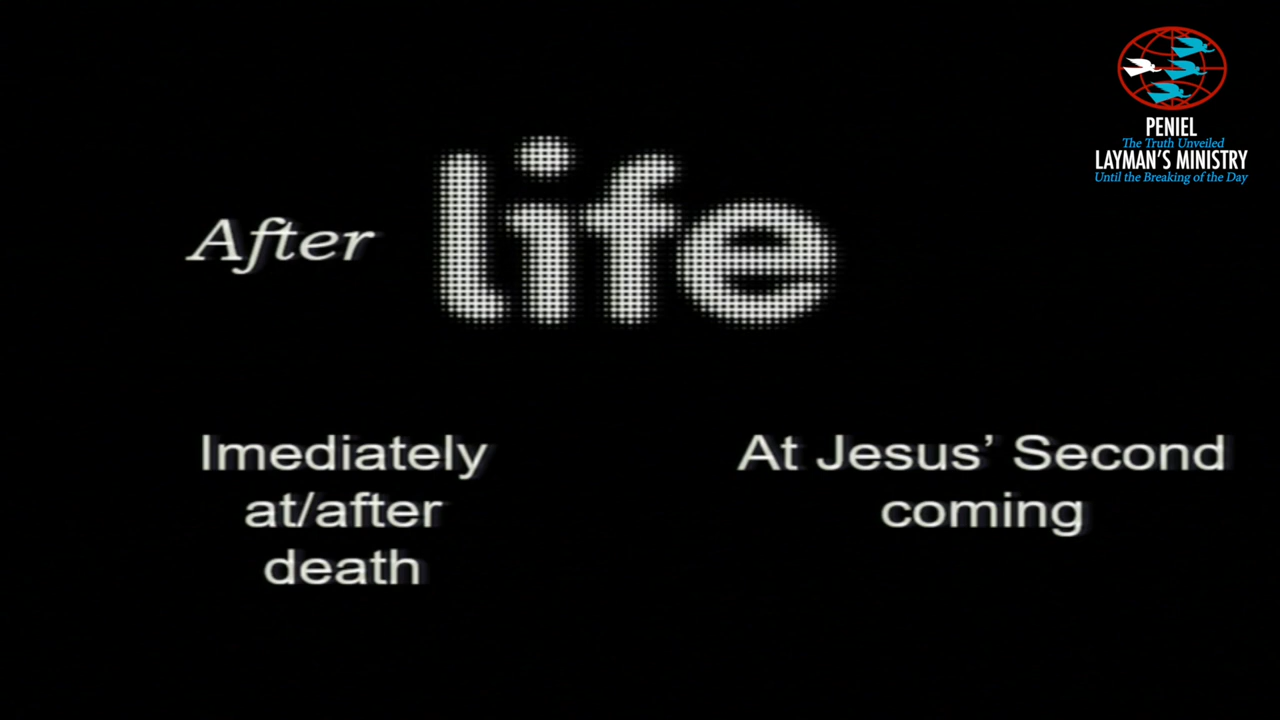 PENIEL
The Truth Unveiled
LAYMAN'S MINISTRY
Until the Breaking of the Day
After life
Imediately
at/after
death
At Jesus’ Second
coming